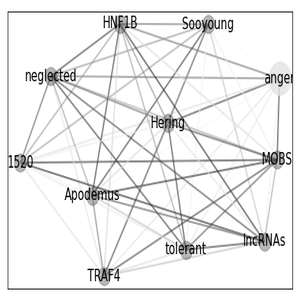 HNF1B
Sooyoung
neglected
anger
Hering
1520
MOBS
Apodemus
tolerant
lncRNAs
TRAF4